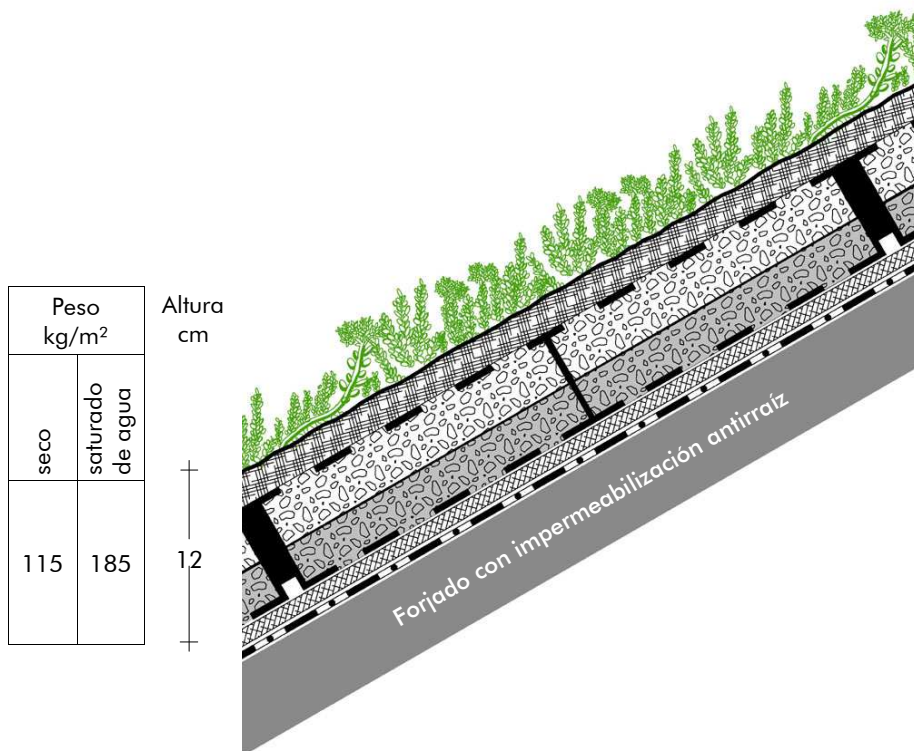 Peso
kg/m²
Altura
cm
seco
saturado
de agua
115
185
12
Forjado con impermeabilización antirraíz